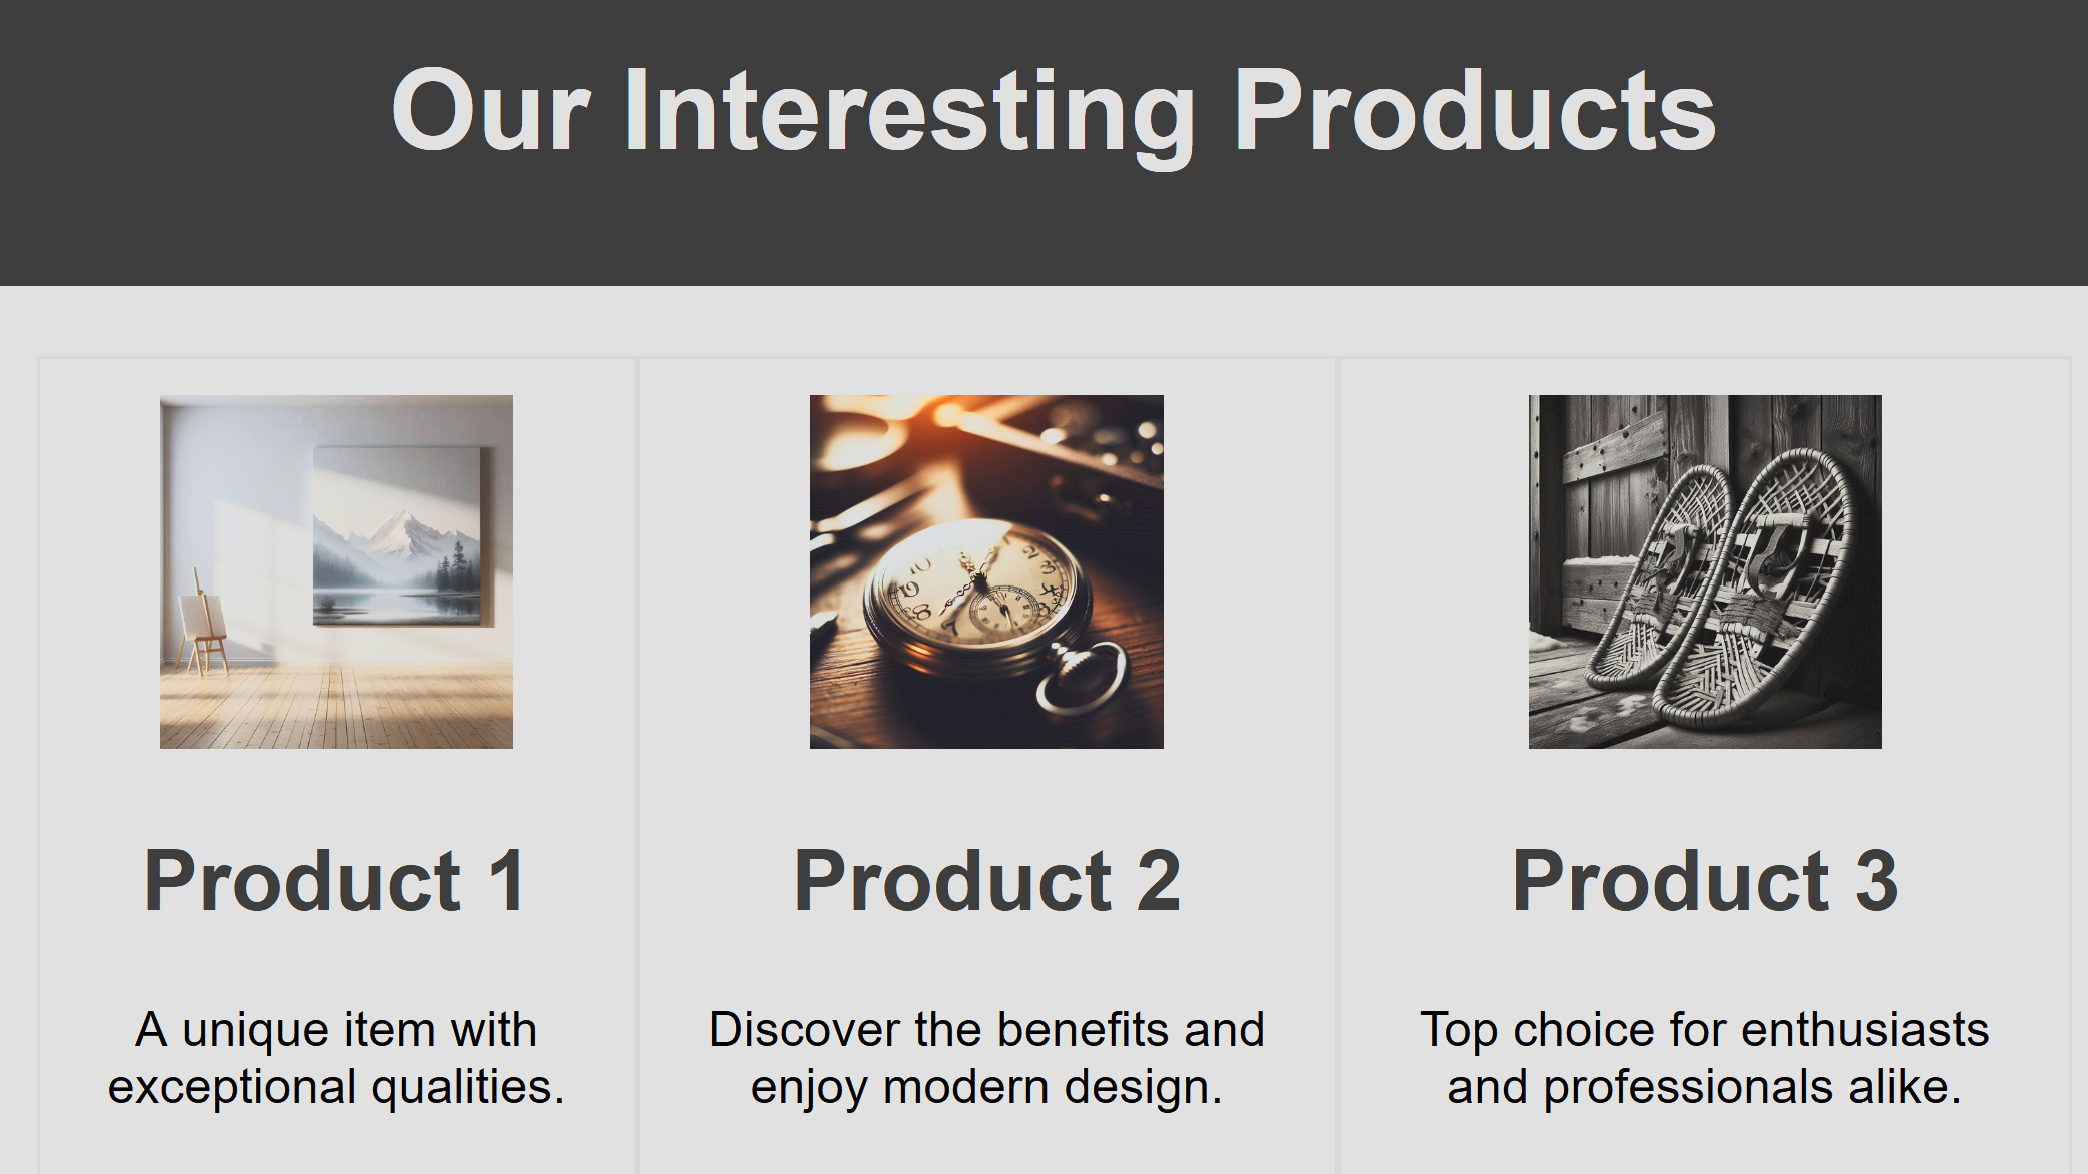 Our Interesting Products
Product 1
A unique item with
exceptional qualities.
Product 2
Discover the benefits and
enjoy modern design.
Product 3
Top choice for enthusiasts
and professionals alike.